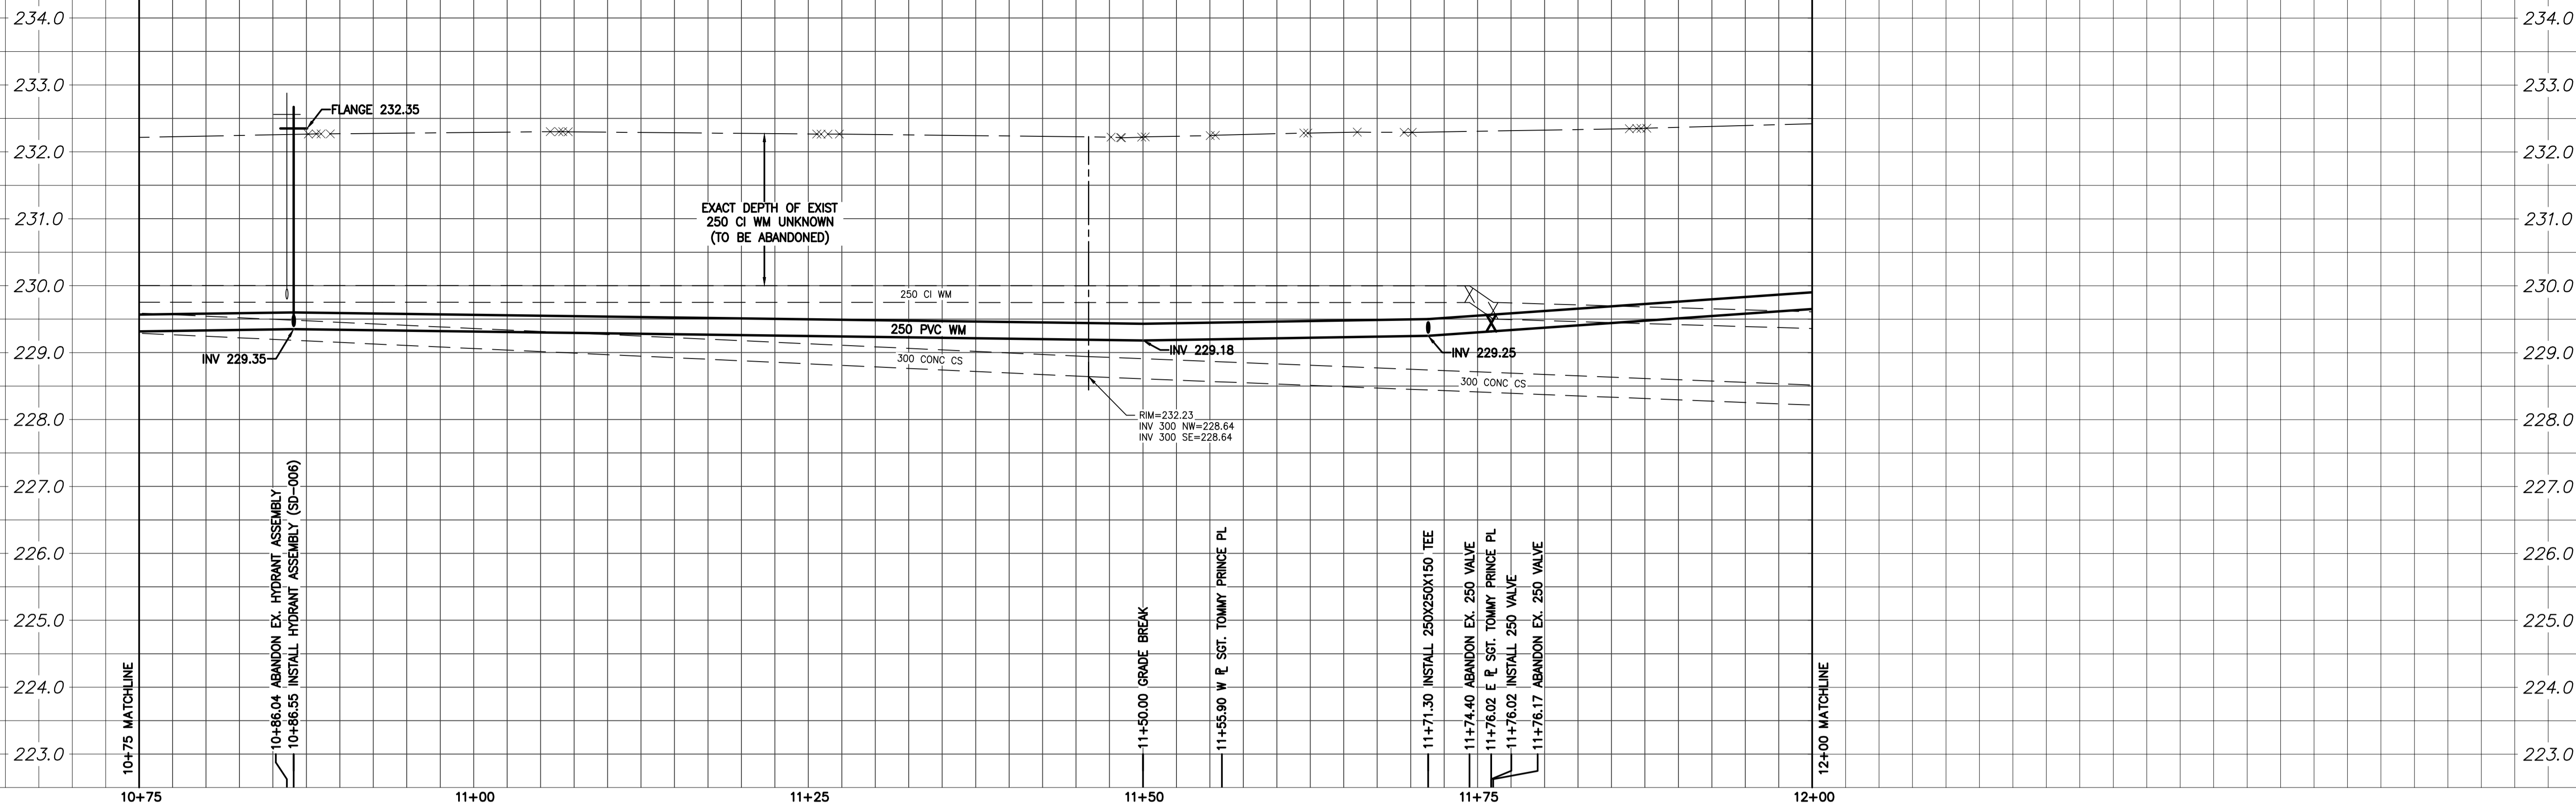 234.0
234.0
233.0
233.0
FLANGE 232.35
232.0
232.0
EXACT DEPTH OF EXIST
250 CI WM UNKNOWN
(TO BE ABANDONED)
231.0
231.0
230.0
230.0
250 CI WM
250 PVC WM
INV 229.35
INV 229.18
INV 229.25
229.0
229.0
300 CONC CS
300 CONC CS
228.0
228.0
RIM=232.23
INV 300 NW=228.64
INV 300 SE=228.64
227.0
227.0
226.0
226.0
225.0
225.0
224.0
224.0
223.0
223.0
10+75 MATCHLINE
10+86.04 ABANDON EX. HYDRANT ASSEMBLY
10+86.55 INSTALL HYDRANT ASSEMBLY (SD-006)
11+50.00 GRADE BREAK
11+55.90 W PL SGT. TOMMY PRINCE PL
11+71.30 INSTALL 250X250X150 TEE
11+74.40 ABANDON EX. 250 VALVE
11+76.02 E PL SGT. TOMMY PRINCE PL
11+76.02 INSTALL 250 VALVE
11+76.17 ABANDON EX. 250 VALVE
12+00 MATCHLINE
10+75
11+00
11+25
11+50
11+75
12+00